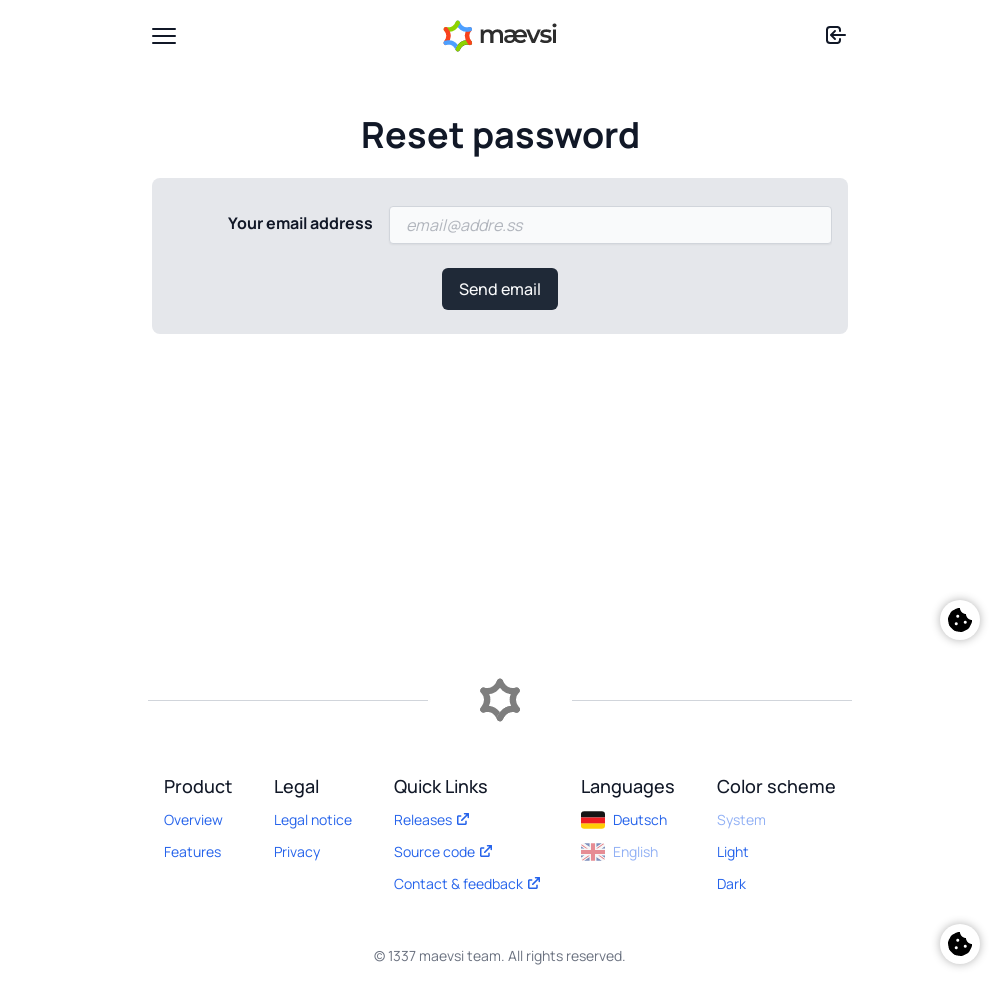 mævsi
Reset password
Your email address
email@addre.ss
Send email
Product
Overview
Features
Legal
Legal notice
Privacy
Quick Links
Releases
Source code
Contact & feedback
Languages
Deutsch
English
Color scheme
System
Light
Dark
© 1337 maevsi team. All rights reserved.